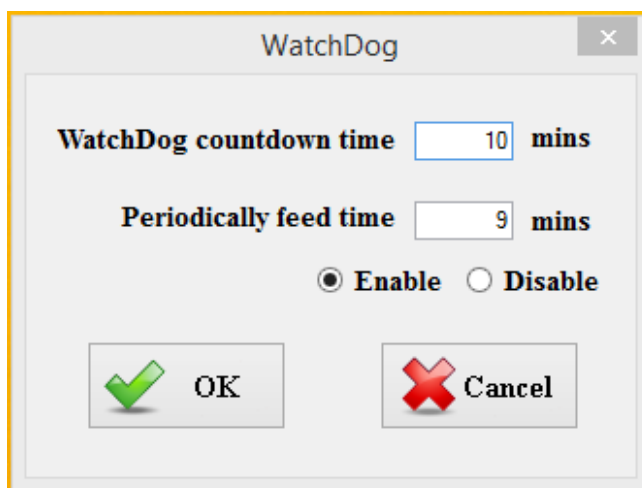 WatchDog
WatchDog countdown time 10 mins
Periodically feed time 9 mins
Enable Disable
OK Cancel